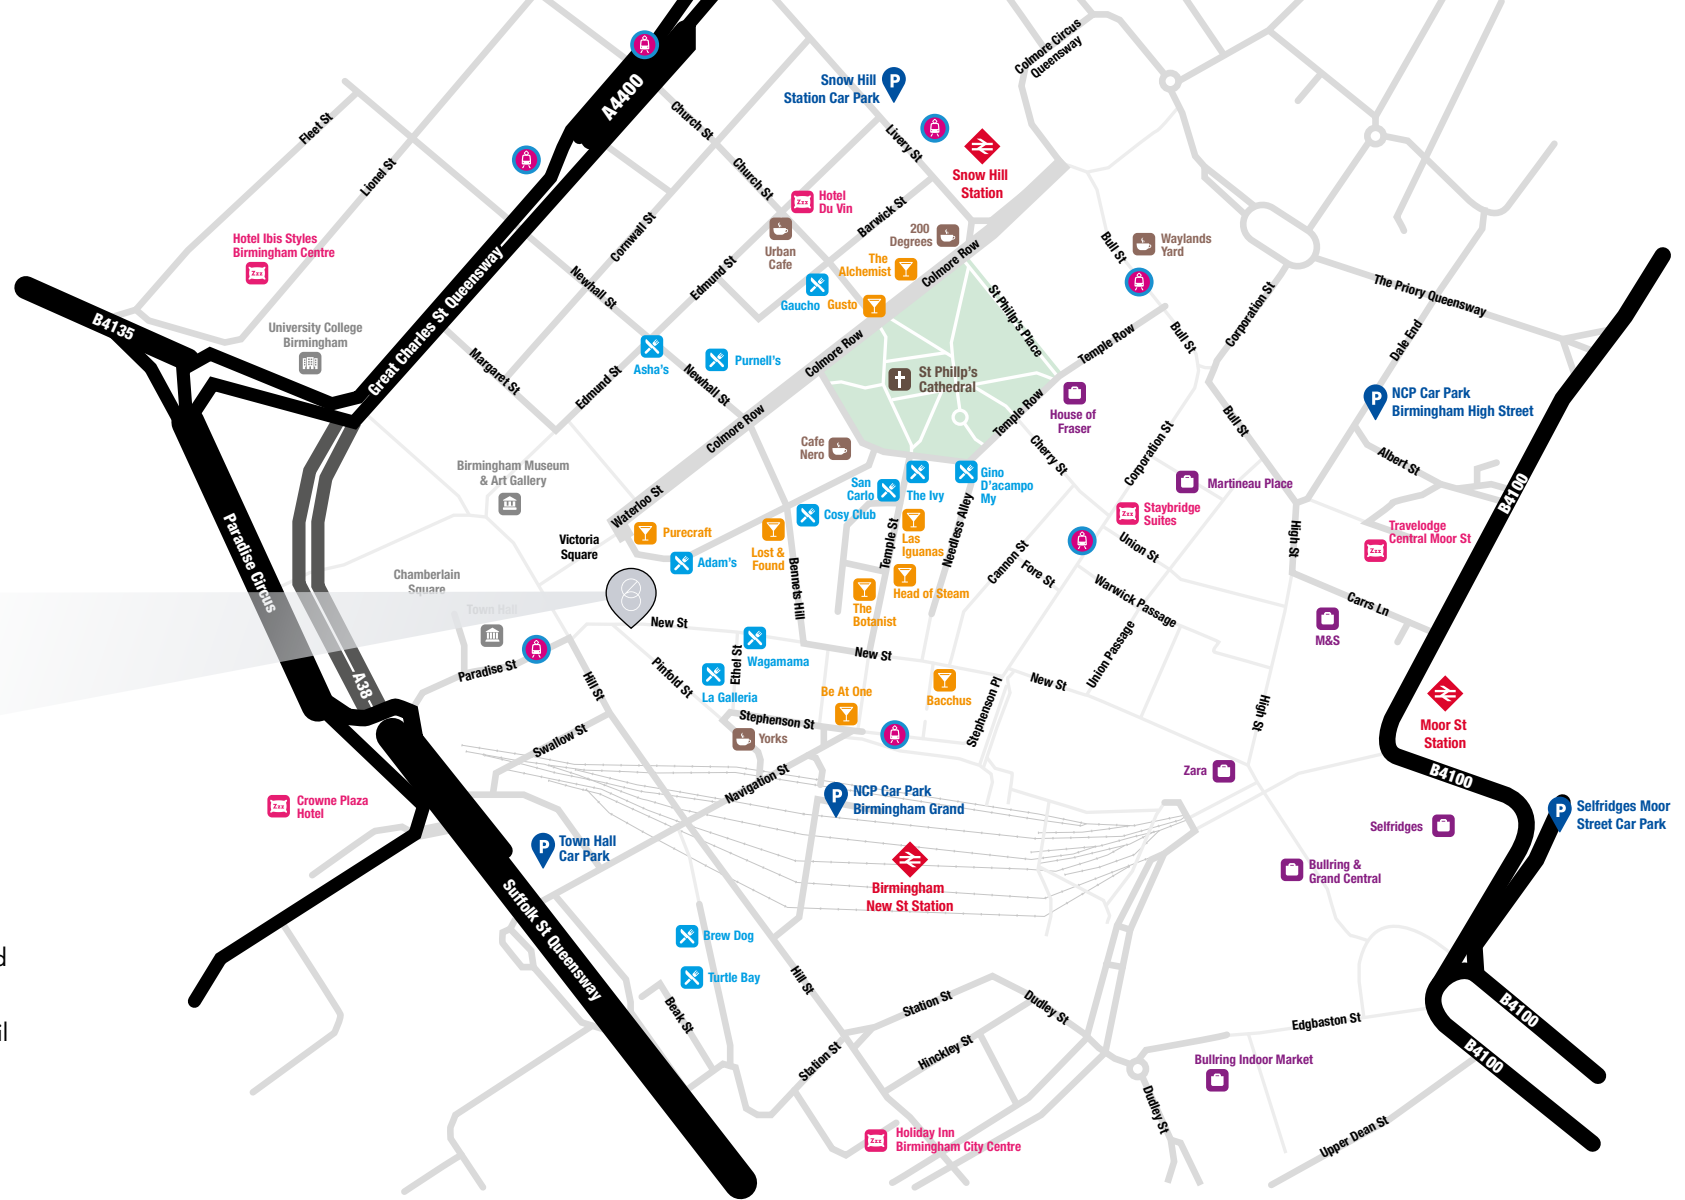 Colmore Circus
Queensway
A4400
Snow Hill
Station Car Park
Fleet St
Church St
Livery St
Lionel St
Church St
Snow Hill
Station
Hotel
Du Vin
Barwick St
Cornwall St
Urban
Cafe
200
Degrees
Colmore Row
The
Alchemist
Bull St
Waylands
Yard
Hotel Ibis Styles
Birmingham Centre
Newhall St
Edmund St
Gaucho
Gusto
St Philip's Place
Corporation St
The Priory Queensway
B4135
University College
Birmingham
Great Charles St Queensway
Margaret St
Asha's
Purnell's
Colmore Row
Temple Row
Bull St
Dale End
Edmund St
Newhall St
St Phillp's
Cathedral
House of
Fraser
NCP Car Park
Birmingham High Street
Colmore Row
Temple Row
Bull St
Cafe
Nero
Cherry St
Corporation St
Albert St
Birmingham Museum
& Art Gallery
San
Carlo
The Ivy
Gino
D'acampo
My
Martineau Place
B4100
Waterloo St
Cosy Club
Staybridge
Suites
Paradise Circus
Victoria
Square
Purecraft
Lost &
Found
Temple St
Las
Iguanas
Needless Alley
Union St
High St
Travelodge
Central Moor St
Adam's
Bennets Hill
Cannon St
Fore St
Chamberlain
Square
Head of Steam
Warwick Passage
Carrs Ln
Town Hall
The
Botanist
New St
M&S
Paradise St
Pinfold St
Ethel St
Wagamama
New St
Union Passage
A38
Hill St
La Galleria
Be At One
Bacchus
New St
High St
Stephenson Pl
Stephenson St
Moor St
Station
Swallow St
Yorks
Zara
B4100
Navigation St
NCP Car Park
Birmingham Grand
Crowne Plaza
Hotel
Selfridges Moor
Street Car Park
Selfridges
Town Hall
Car Park
Birmingham
New St Station
Bullring &
Grand Central
Suffolk St Queensway
Brew Dog
d
Turtle Bay
Hill St
Station St
Dudley St
B4100
Beak St
il
Edgbaston St
Station St
Hinckley St
B4100
Bullring Indoor Market
Dudley St
Holiday Inn
Birmingham City Centre
Upper Dean St